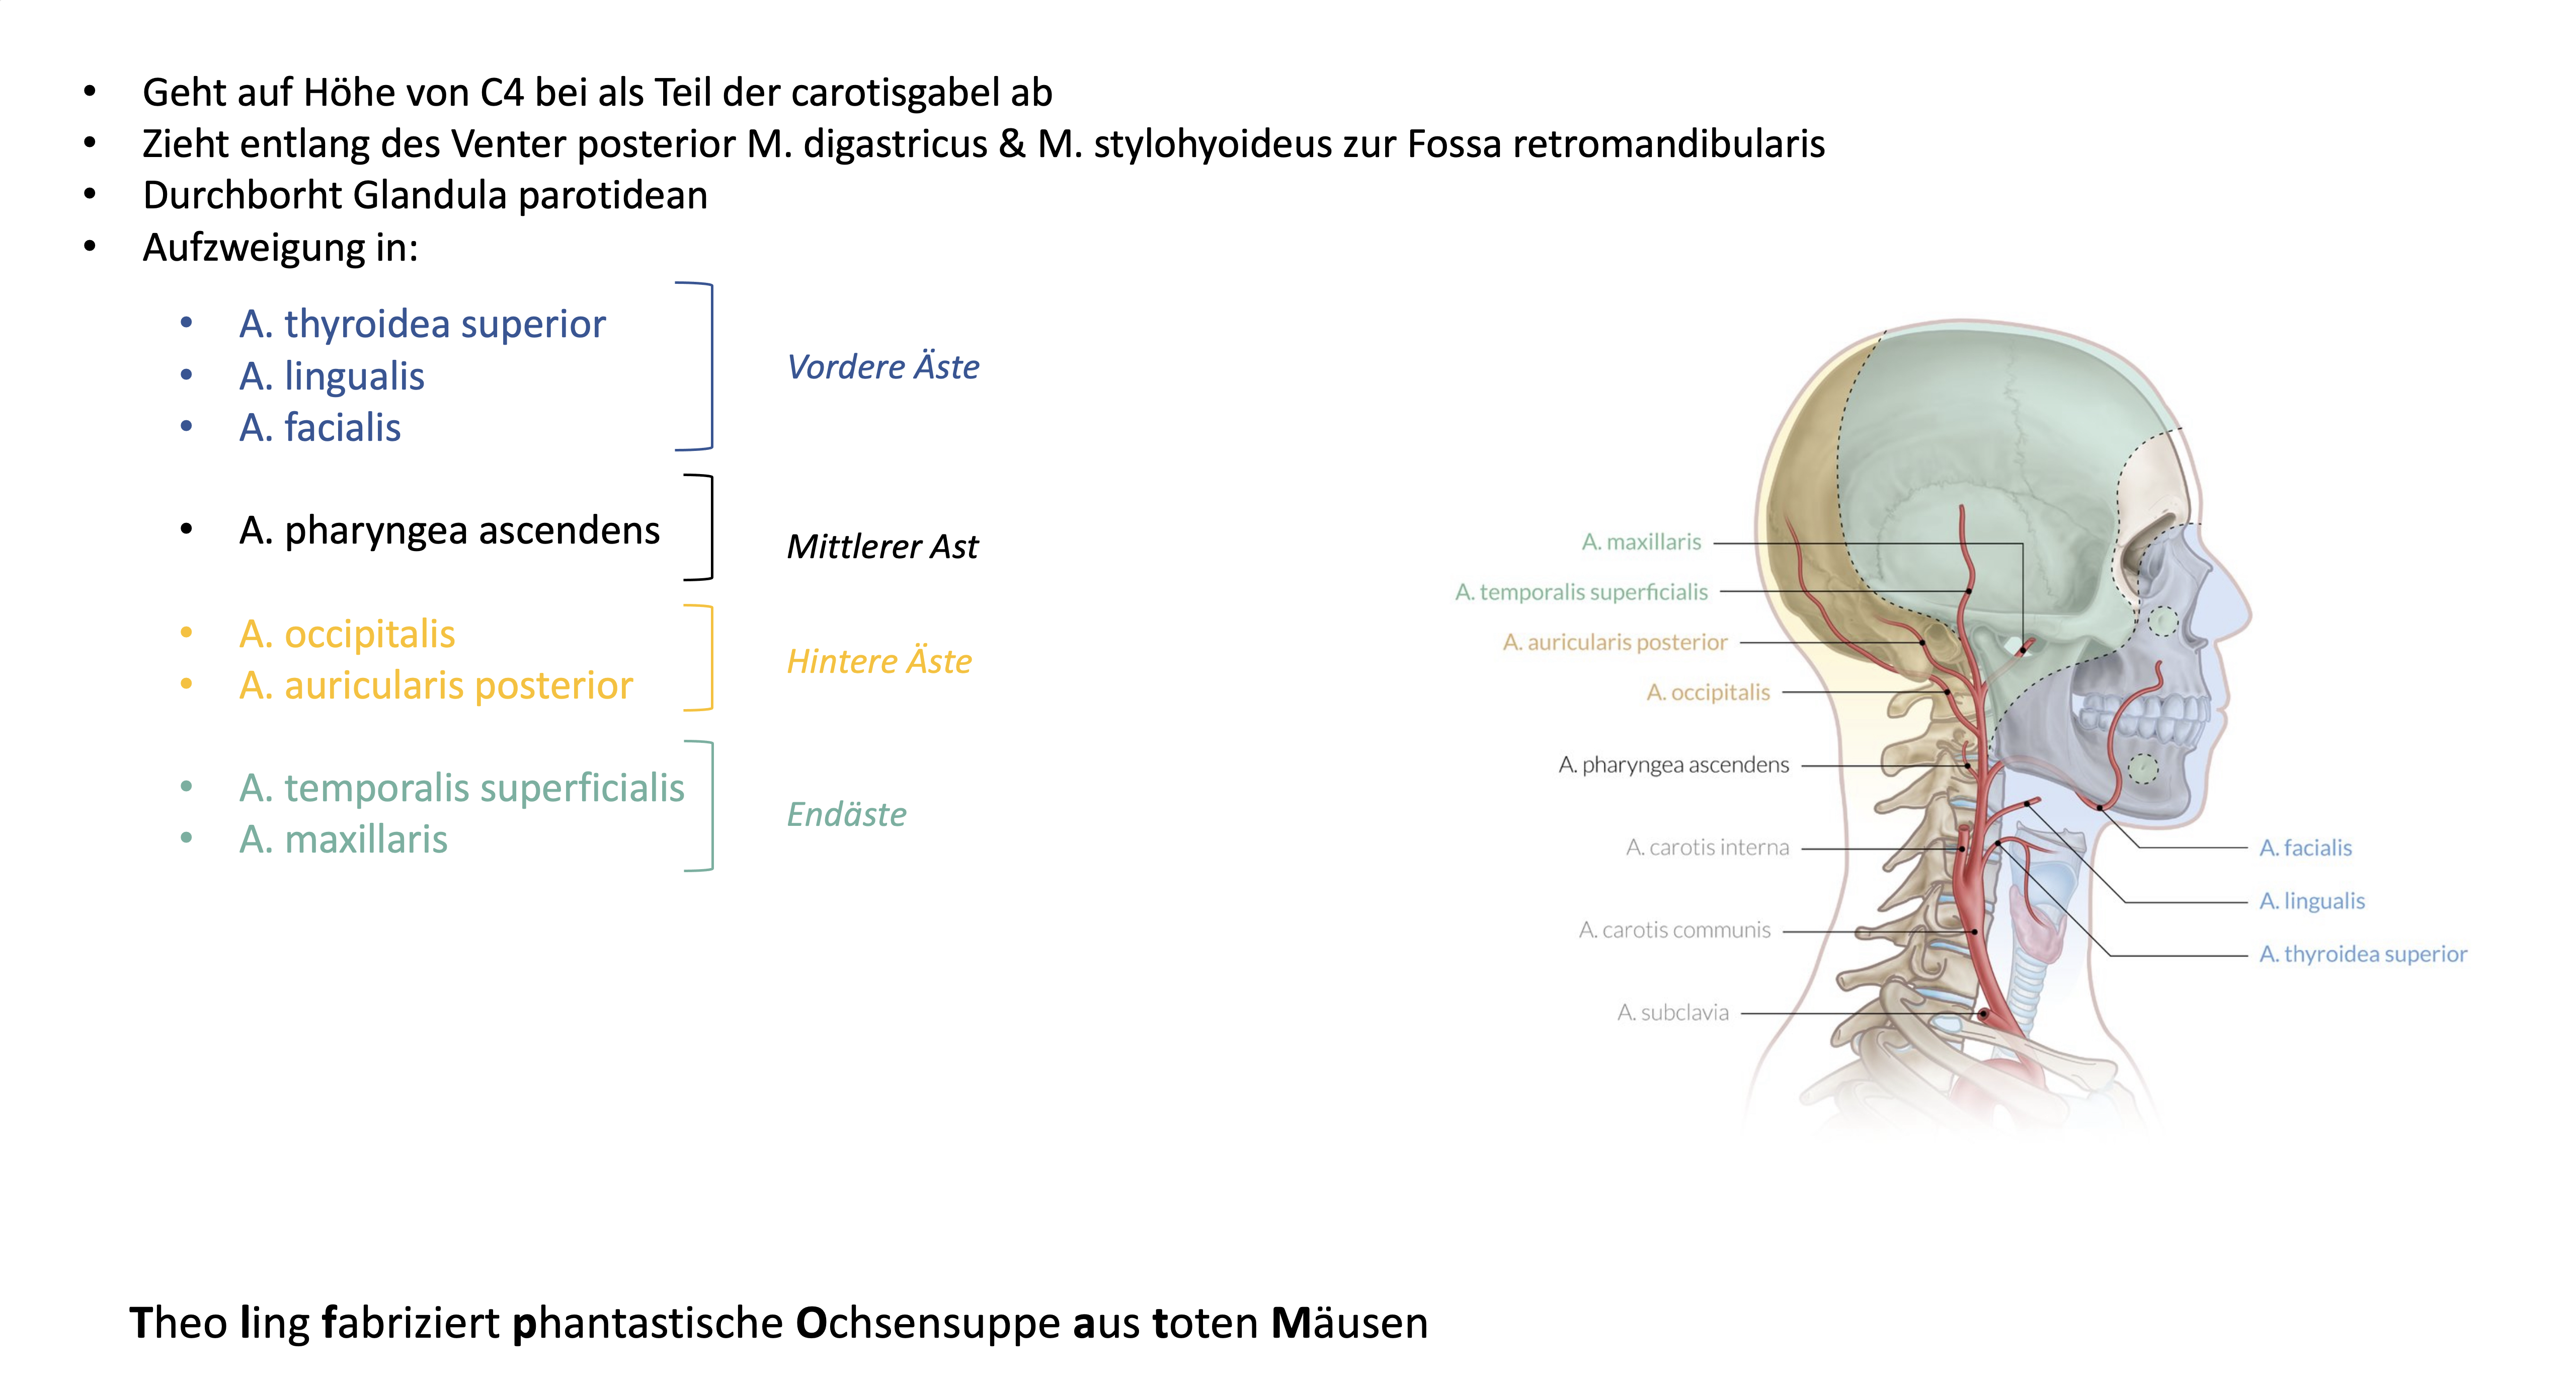 • Geht auf Höhe von C4 bei als Teil der carotisgabel ab
• Zieht entlang des Venter posterior M. digastricus & M. stylohyoideus zur Fossa retromandibularis
• Durchborht Glandula parotidean
• Aufzweigung in:
• A. thyroidea superior
• A. lingualis
• A. facialis
Vordere Äste
• A. pharyngea ascendens
Mittlerer Ast
• A. occipitalis
• A. auricularis posterior
Hintere Äste
• A. temporalis superficialis
• A. maxillaris
Endäste
A. maxillaris
A. temporalis superficialis
A. auricularis posterior
A. occipitalis
A. pharyngea ascendens
A. carotis interna
A. carotis communis
A. subclavia
A. facialis
A. lingualis
A. thyroidea superior
Theo ling fabriziert phantastische Ochsensuppe aus toten Mäusen